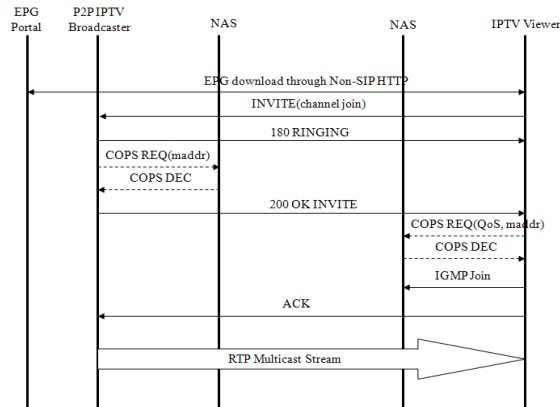 EPG
Portal
P2P IPTV
Broadcaster
NAS
NAS
IPTV Viewer
EPG download through Non-SIP HTTP
INVITE(channel join)
180 RINGING
COPS REQ(maddr)
COPS DEC
200 OK INVITE
COPS REQ(QoS, maddr)
COPS DEC
IGMP Join
ACK
RTP Multicast Stream